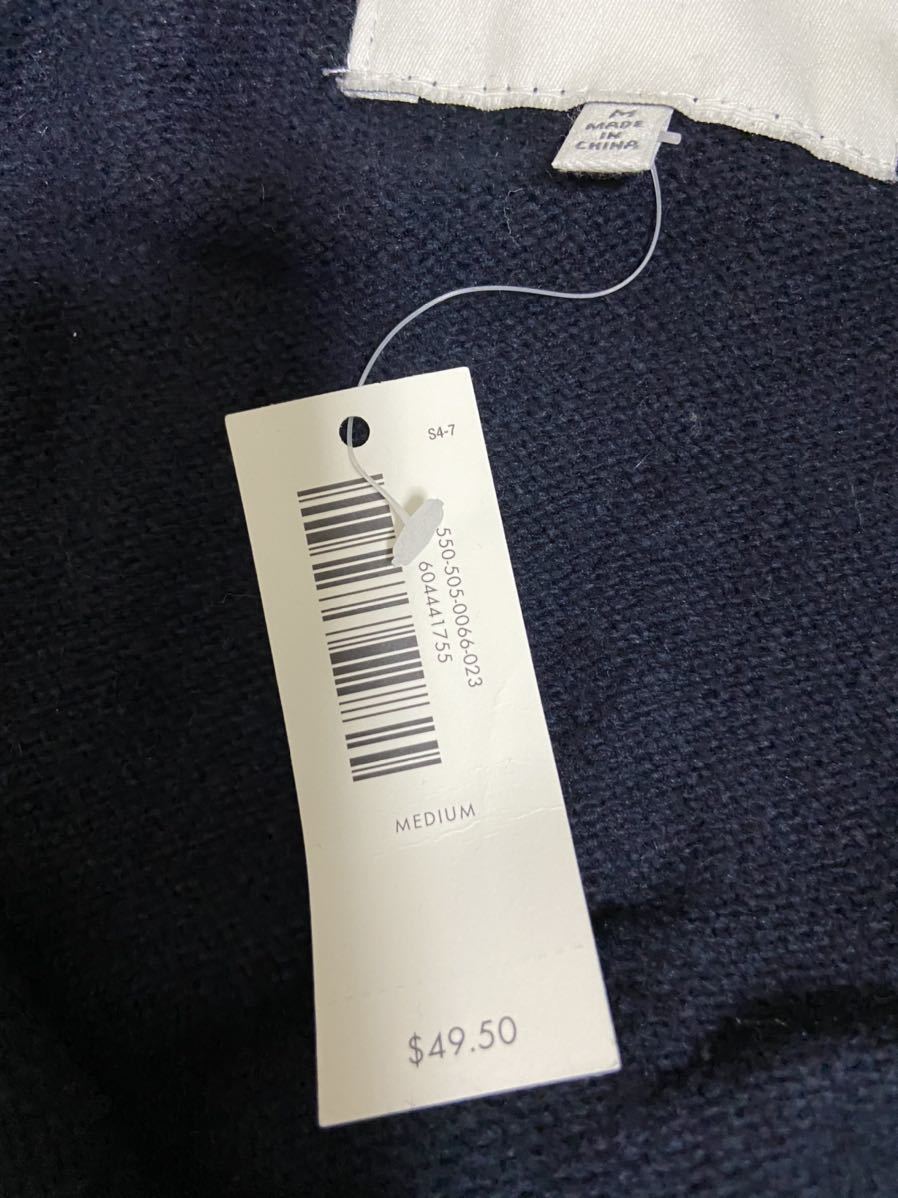 M
MADE
IN
CHINA
S4-7
550-505-0066-023
604441755
MEDIUM
$49.50